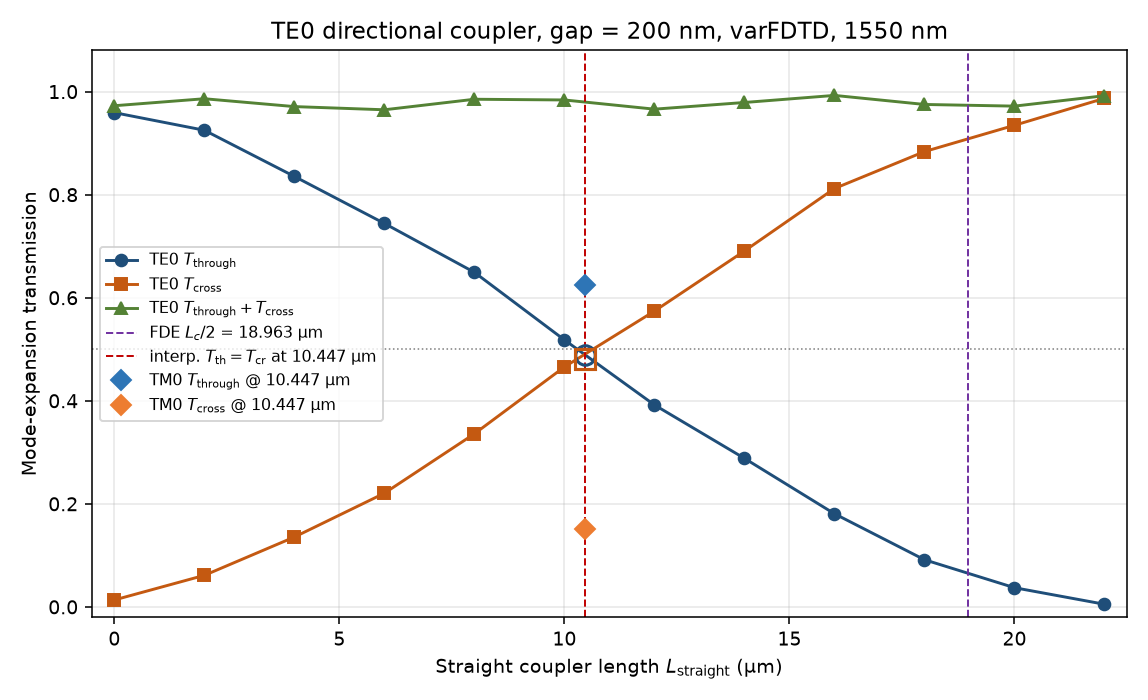 TE0 directional coupler, gap = 200 nm, varFDTD, 1550 nm
Mode-expansion transmission
1.0
0.8
0.6
0.4
0.2
0.0
TE0 T_through
TE0 T_cross
TE0 T_through + T_cross
FDE L_c/2 = 18.963 µm
interp. T_th = T_cr at 10.447 µm
TM0 T_through @ 10.447 µm
TM0 T_cross @ 10.447 µm
0 5 10 15 20
Straight coupler length L_straight (µm)